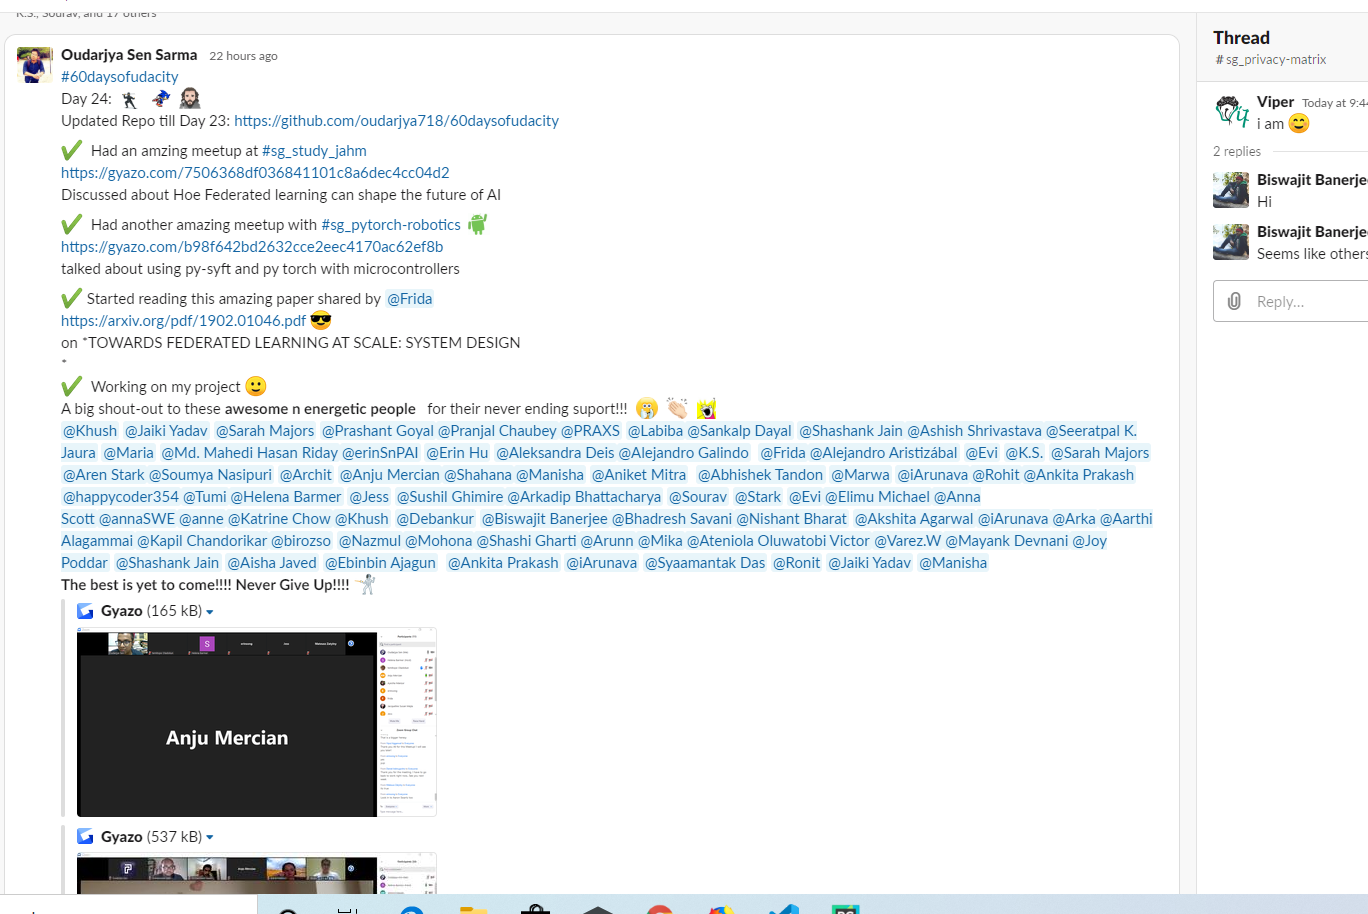 K.S., Sourav, and 17 others
Oudarjya Sen Sarma 22 hours ago
#60daysofudacity
Day 24:
Updated Repo till Day 23: https://github.com/oudarjya718/60daysofudacity
Had an amzing meetup at #sg_study_jahm
https://gyazo.com/7506368df036841101c8a6dec4cc04d2
Discussed about Hoe Federated learning can shape the future of AI
Had another amazing meetup with #sg_pytorch-robotics
https://gyazo.com/b98f642bd2632cce2eec4170ac62ef8b
talked about using py-syft and py torch with microcontrollers
Started reading this amazing paper shared by @Frida
https://arxiv.org/pdf/1902.01046.pdf
on *TOWARDS FEDERATED LEARNING AT SCALE: SYSTEM DESIGN
*
Working on my project
A big shout-out to these awesome n energetic people for their never ending suport!!!
@Khush @Jaiki Yadav @Sarah Majors @Prashant Goyal @Pranjal Chaubey @PRAXS @Labiba @Sankalp Dayal @Shashank Jain @Ashish Shrivastava @Seeratpal K.
Jaura @Maria @Md. Mahedi Hasan Riday @erinSnPAI @Erin Hu @Aleksandra Deis @Alejandro Galindo @Frida @Alejandro Aristizábal @Evi @K.S. @Sarah Majors
@Aren Stark @Soumya Nasipuri @Archit @Anju Mercian @Shahana @Manisha @Aniket Mitra @Abhishek Tandon @Marwa @iArunava @Rohit @Ankita Prakash
@happycoder354 @Tumi @Helena Barmer @Jess @Sushil Ghimire @Arkadip Bhattacharya @Sourav @Stark @Evi @Elimu Michael @Anna
Scott @annaSWE @anne @Katrine Chow @Khush @Debankur @Biswajit Banerjee @Bhadresh Savani @Nishant Bharat @Akshita Agarwal @iArunava @Arka @Aarthi
Alagammai @Kapil Chandorikar @birozso @Nazmul @Mohona @Shashi Gharti @Arunn @Mika @Ateniola Oluwatobi Victor @Varez.W @Mayank Devnani @Joy
Poddar @Shashank Jain @Aisha Javed @Ebinbin Ajagun @Ankita Prakash @iArunava @Syaamantak Das @Ronit @Jaiki Yadav @Manisha
The best is yet to come!!!! Never Give Up!!!!
Gyazo (165 kB)
S
Anju Mercian
Gyazo (537 kB)
Thread
# sg_privacy-matrix
Viper Today at 9:44
i am
2 replies
Biswajit Banerje
Hi
Biswajit Banerje
Seems like others
Reply...